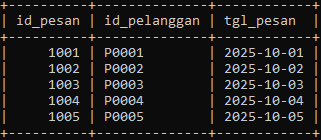 +----------+--------------+------------+
| id_pesan | id_pelanggan | tgl_pesan  |
+----------+--------------+------------+
|     1001 | P0001        | 2025-10-01 |
|     1002 | P0002        | 2025-10-02 |
|     1003 | P0003        | 2025-10-03 |
|     1004 | P0004        | 2025-10-04 |
|     1005 | P0005        | 2025-10-05 |
+----------+--------------+------------+